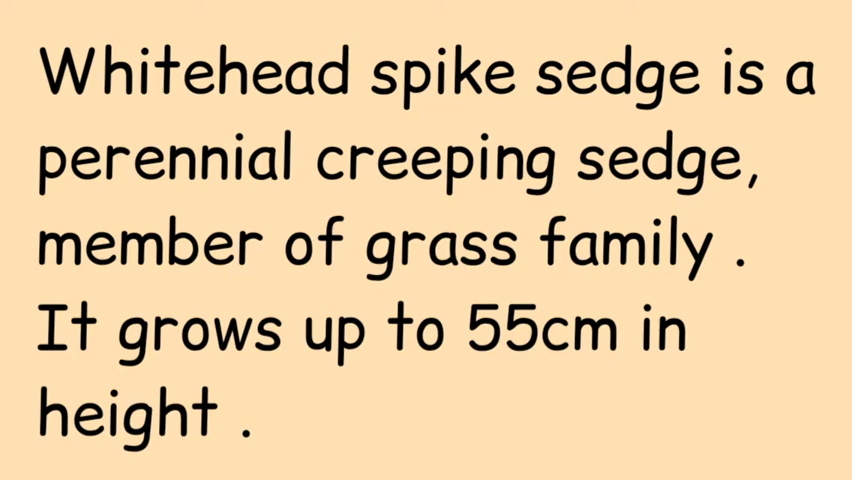 Whitehead spike sedge is a
perennial creeping sedge,
member of grass family .
It grows up to 55cm in
height .